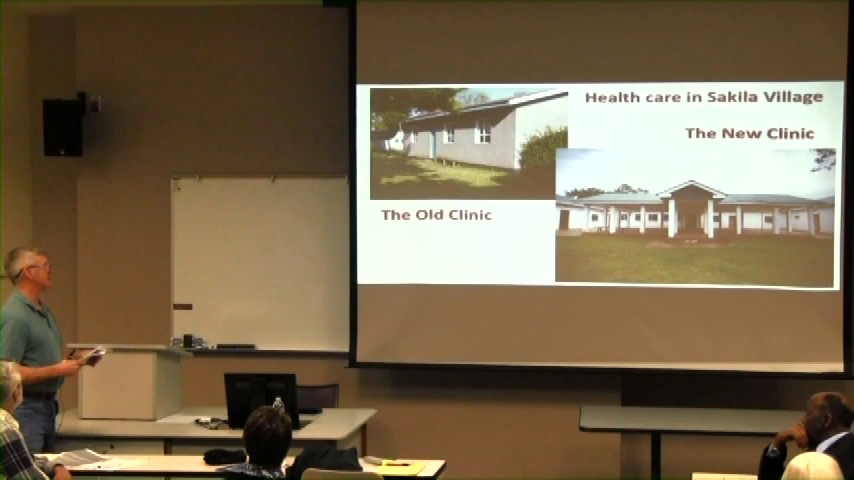 Health care in Sakila Village
The New Clinic
The Old Clinic